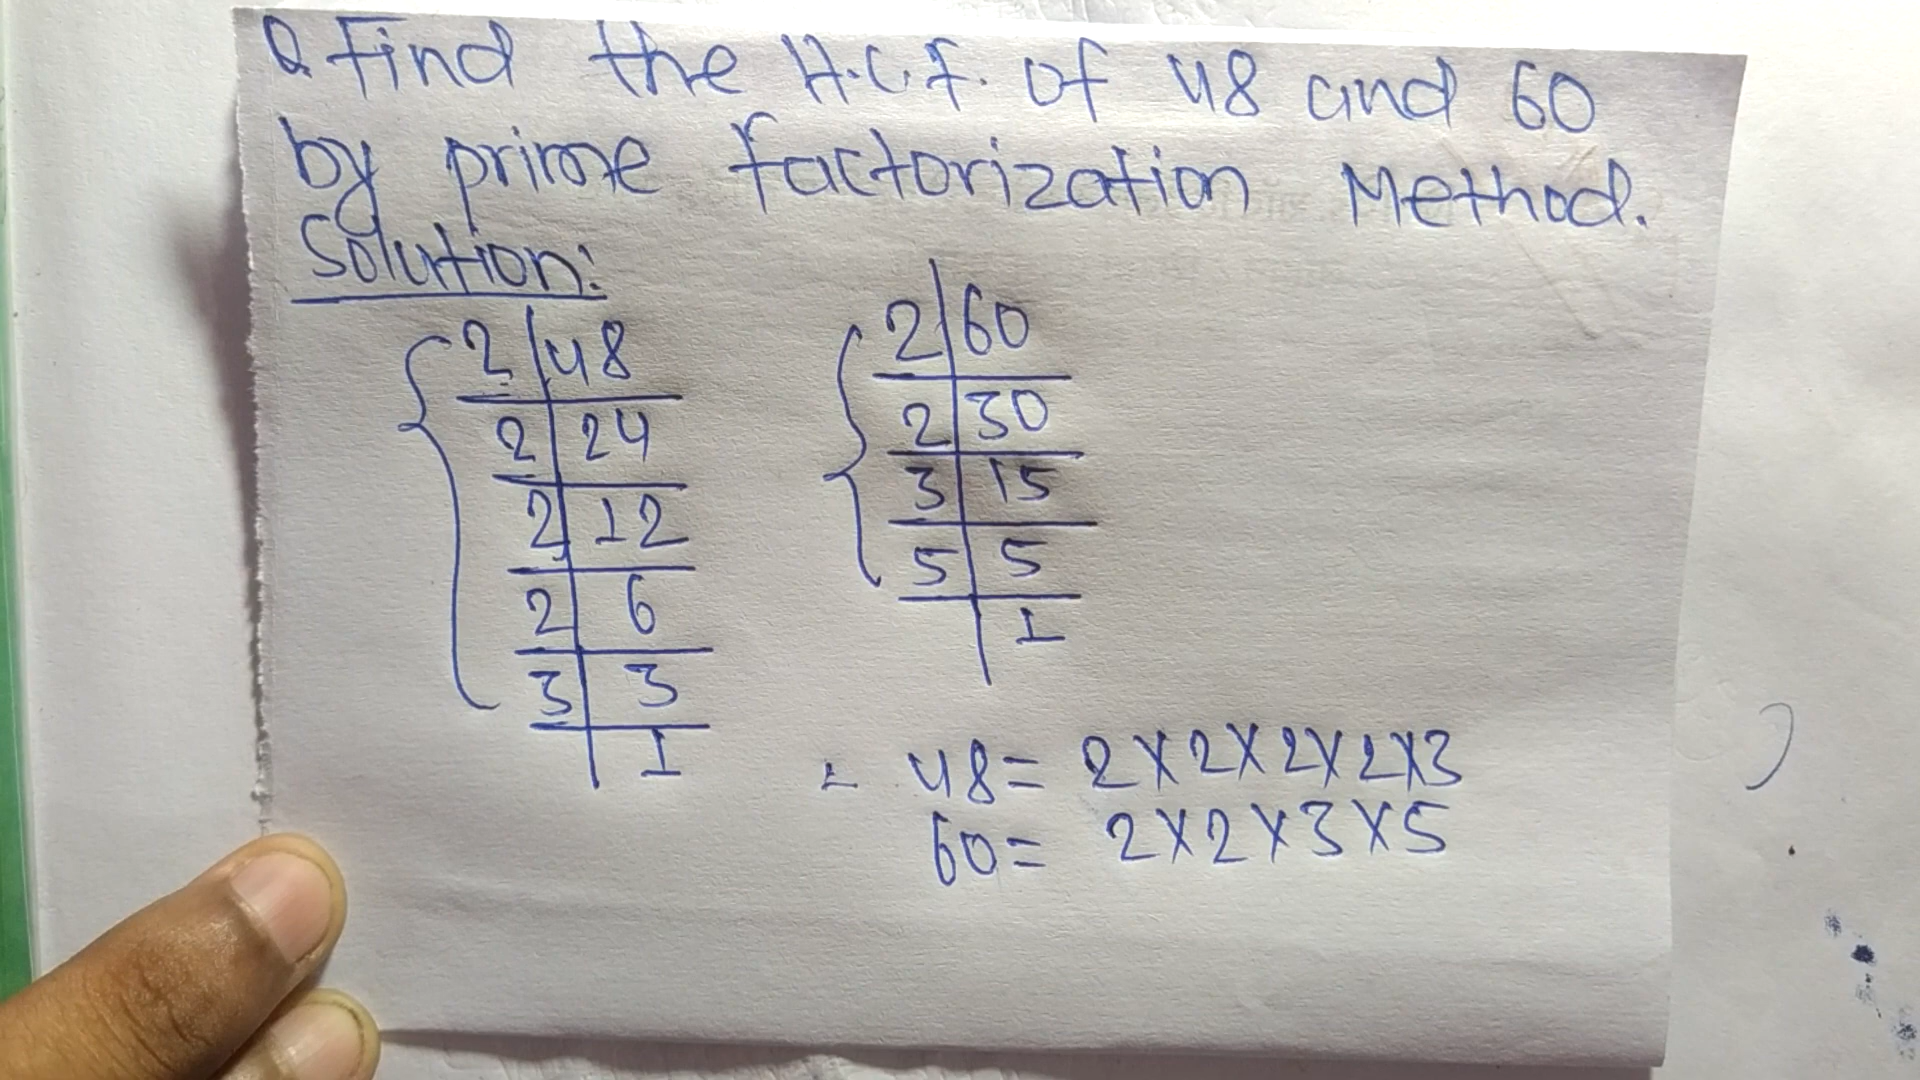 Q. Find the H.C.F. of 48 and 60
by prime factorization Method.
Solution:
2 | 48
2 | 24
2 | 12
2 | 6
3 | 3
| 1
2 | 60
2 | 30
3 | 15
5 | 5
| 1
48 = 2×2×2×2×3
60 = 2×2×3×5